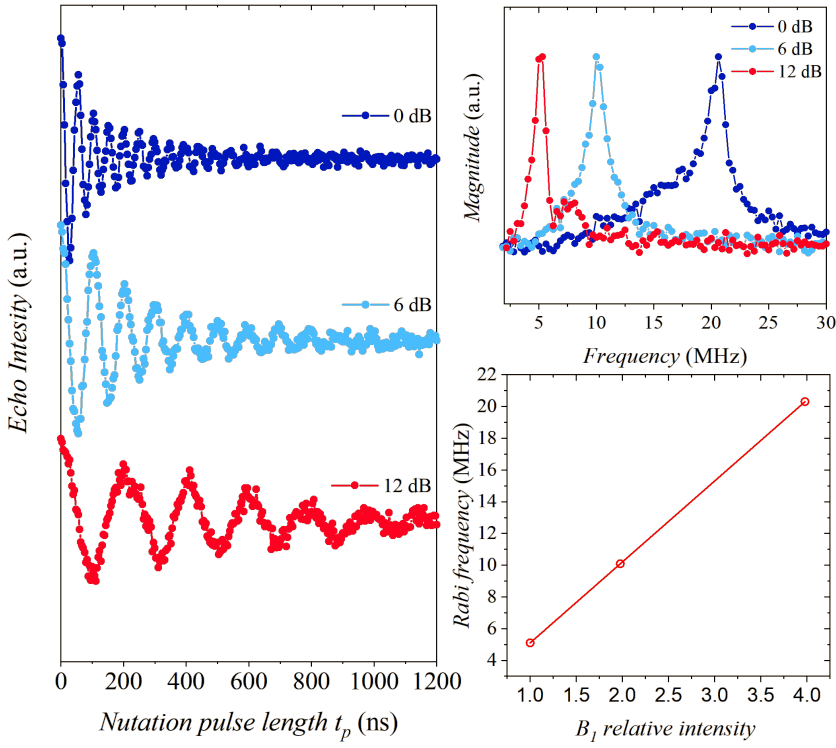 Echo Intesity (a.u.)
0 dB
6 dB
12 dB
0 200 400 600 800 1000 1200
Nutation pulse length tp (ns)
Magnitude (a.u.)
0 dB
6 dB
12 dB
5 10 15 20 25 30
Frequency (MHz)
Rabi frequency (MHz)
22
20
18
16
14
12
10
8
6
4
1.0 1.5 2.0 2.5 3.0 3.5 4.0
B1 relative intensity